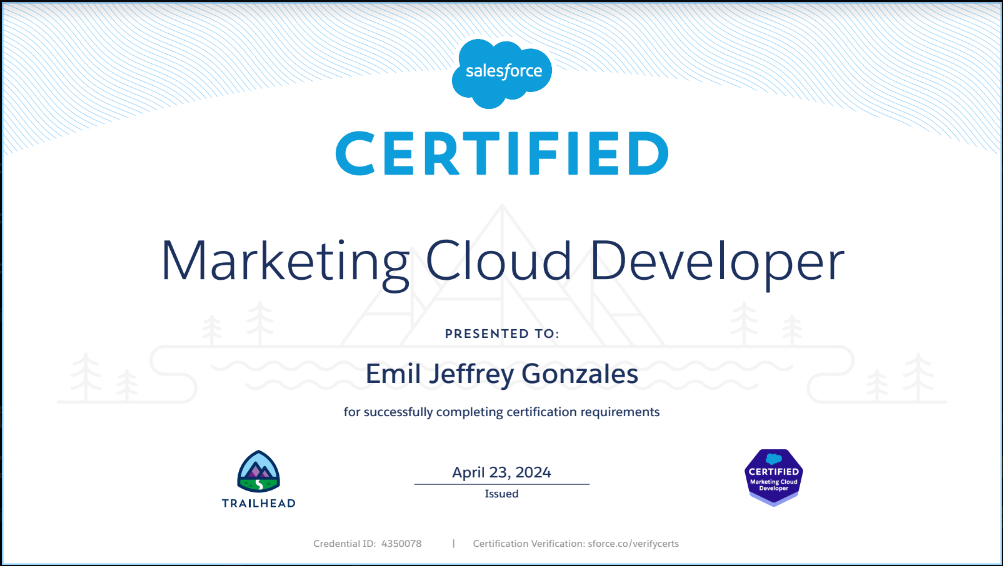 salesforce
CERTIFIED
Marketing Cloud Developer
PRESENTED TO:
Emil Jeffrey Gonzales
for successfully completing certification requirements
April 23, 2024
Issued
TRAILHEAD
CERTIFIED
Marketing Cloud
Developer
Credential ID: 4350078 | Certification Verification: sforce.co/verifycerts